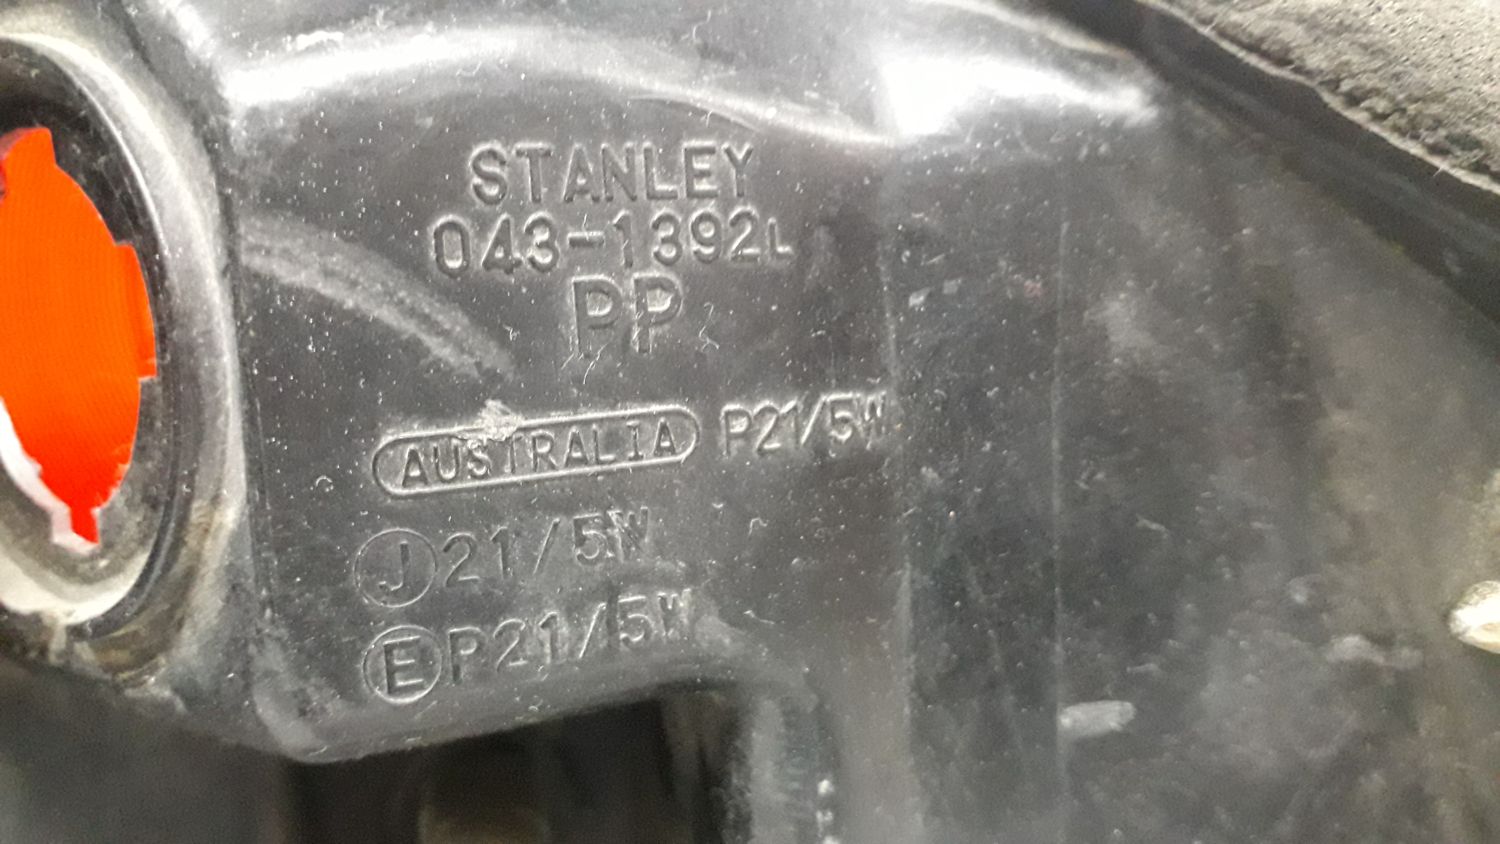 STANLEY
043-1392L
PP
AUSTRALIA P21/5W
J 21/5W
E P21/5W